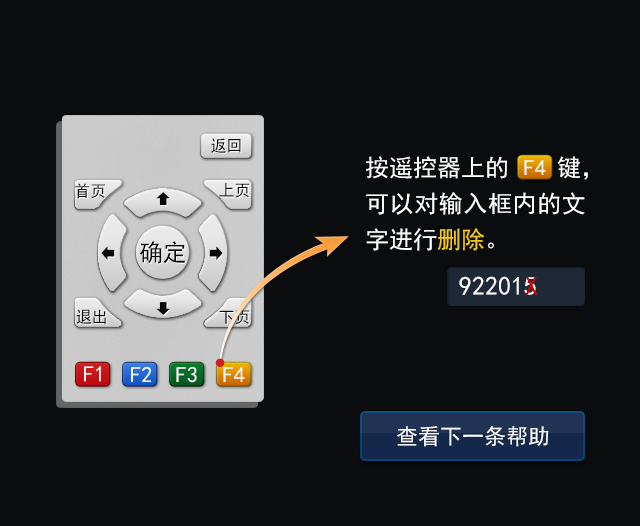 返回
首页
上页
确定
退出
下页
F1 F2 F3 F4
按遥控器上的 F4 键，
可以对输入框内的文
字进行删除。
922015
查看下一条帮助